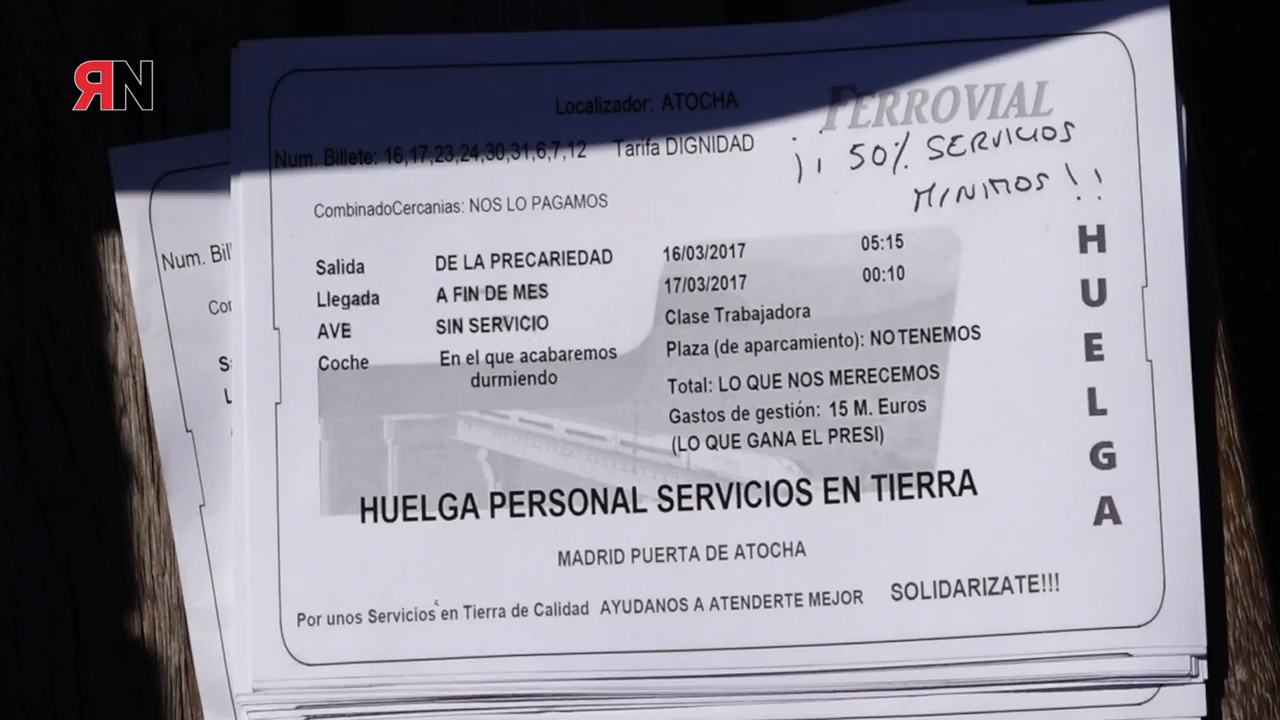 RN
Localizador: ATOCHA
FERROVIAL
Num. Billete: 16,17,23,24,30,31,6,7,12 Tarifa DIGNIDAD
¡¡ 50% SERVICIOS
MINIMOS!!
CombinadoCercanias: NOS LO PAGAMOS
Salida DE LA PRECARIEDAD 16/03/2017 05:15
Llegada A FIN DE MES 17/03/2017 00:10
AVE SIN SERVICIO Clase Trabajadora
Coche En el que acabaremos Plaza (de aparcamiento): NO TENEMOS
durmiendo
Total: LO QUE NOS MERECEMOS
Gastos de gestión: 15 M. Euros
(LO QUE GANA EL PRESI)
HUELGA PERSONAL SERVICIOS EN TIERRA
MADRID PUERTA DE ATOCHA
Por unos Servicios en Tierra de Calidad AYUDANOS A ATENDERTE MEJOR SOLIDARIZATE!!!
HUELGA
Num. Bil